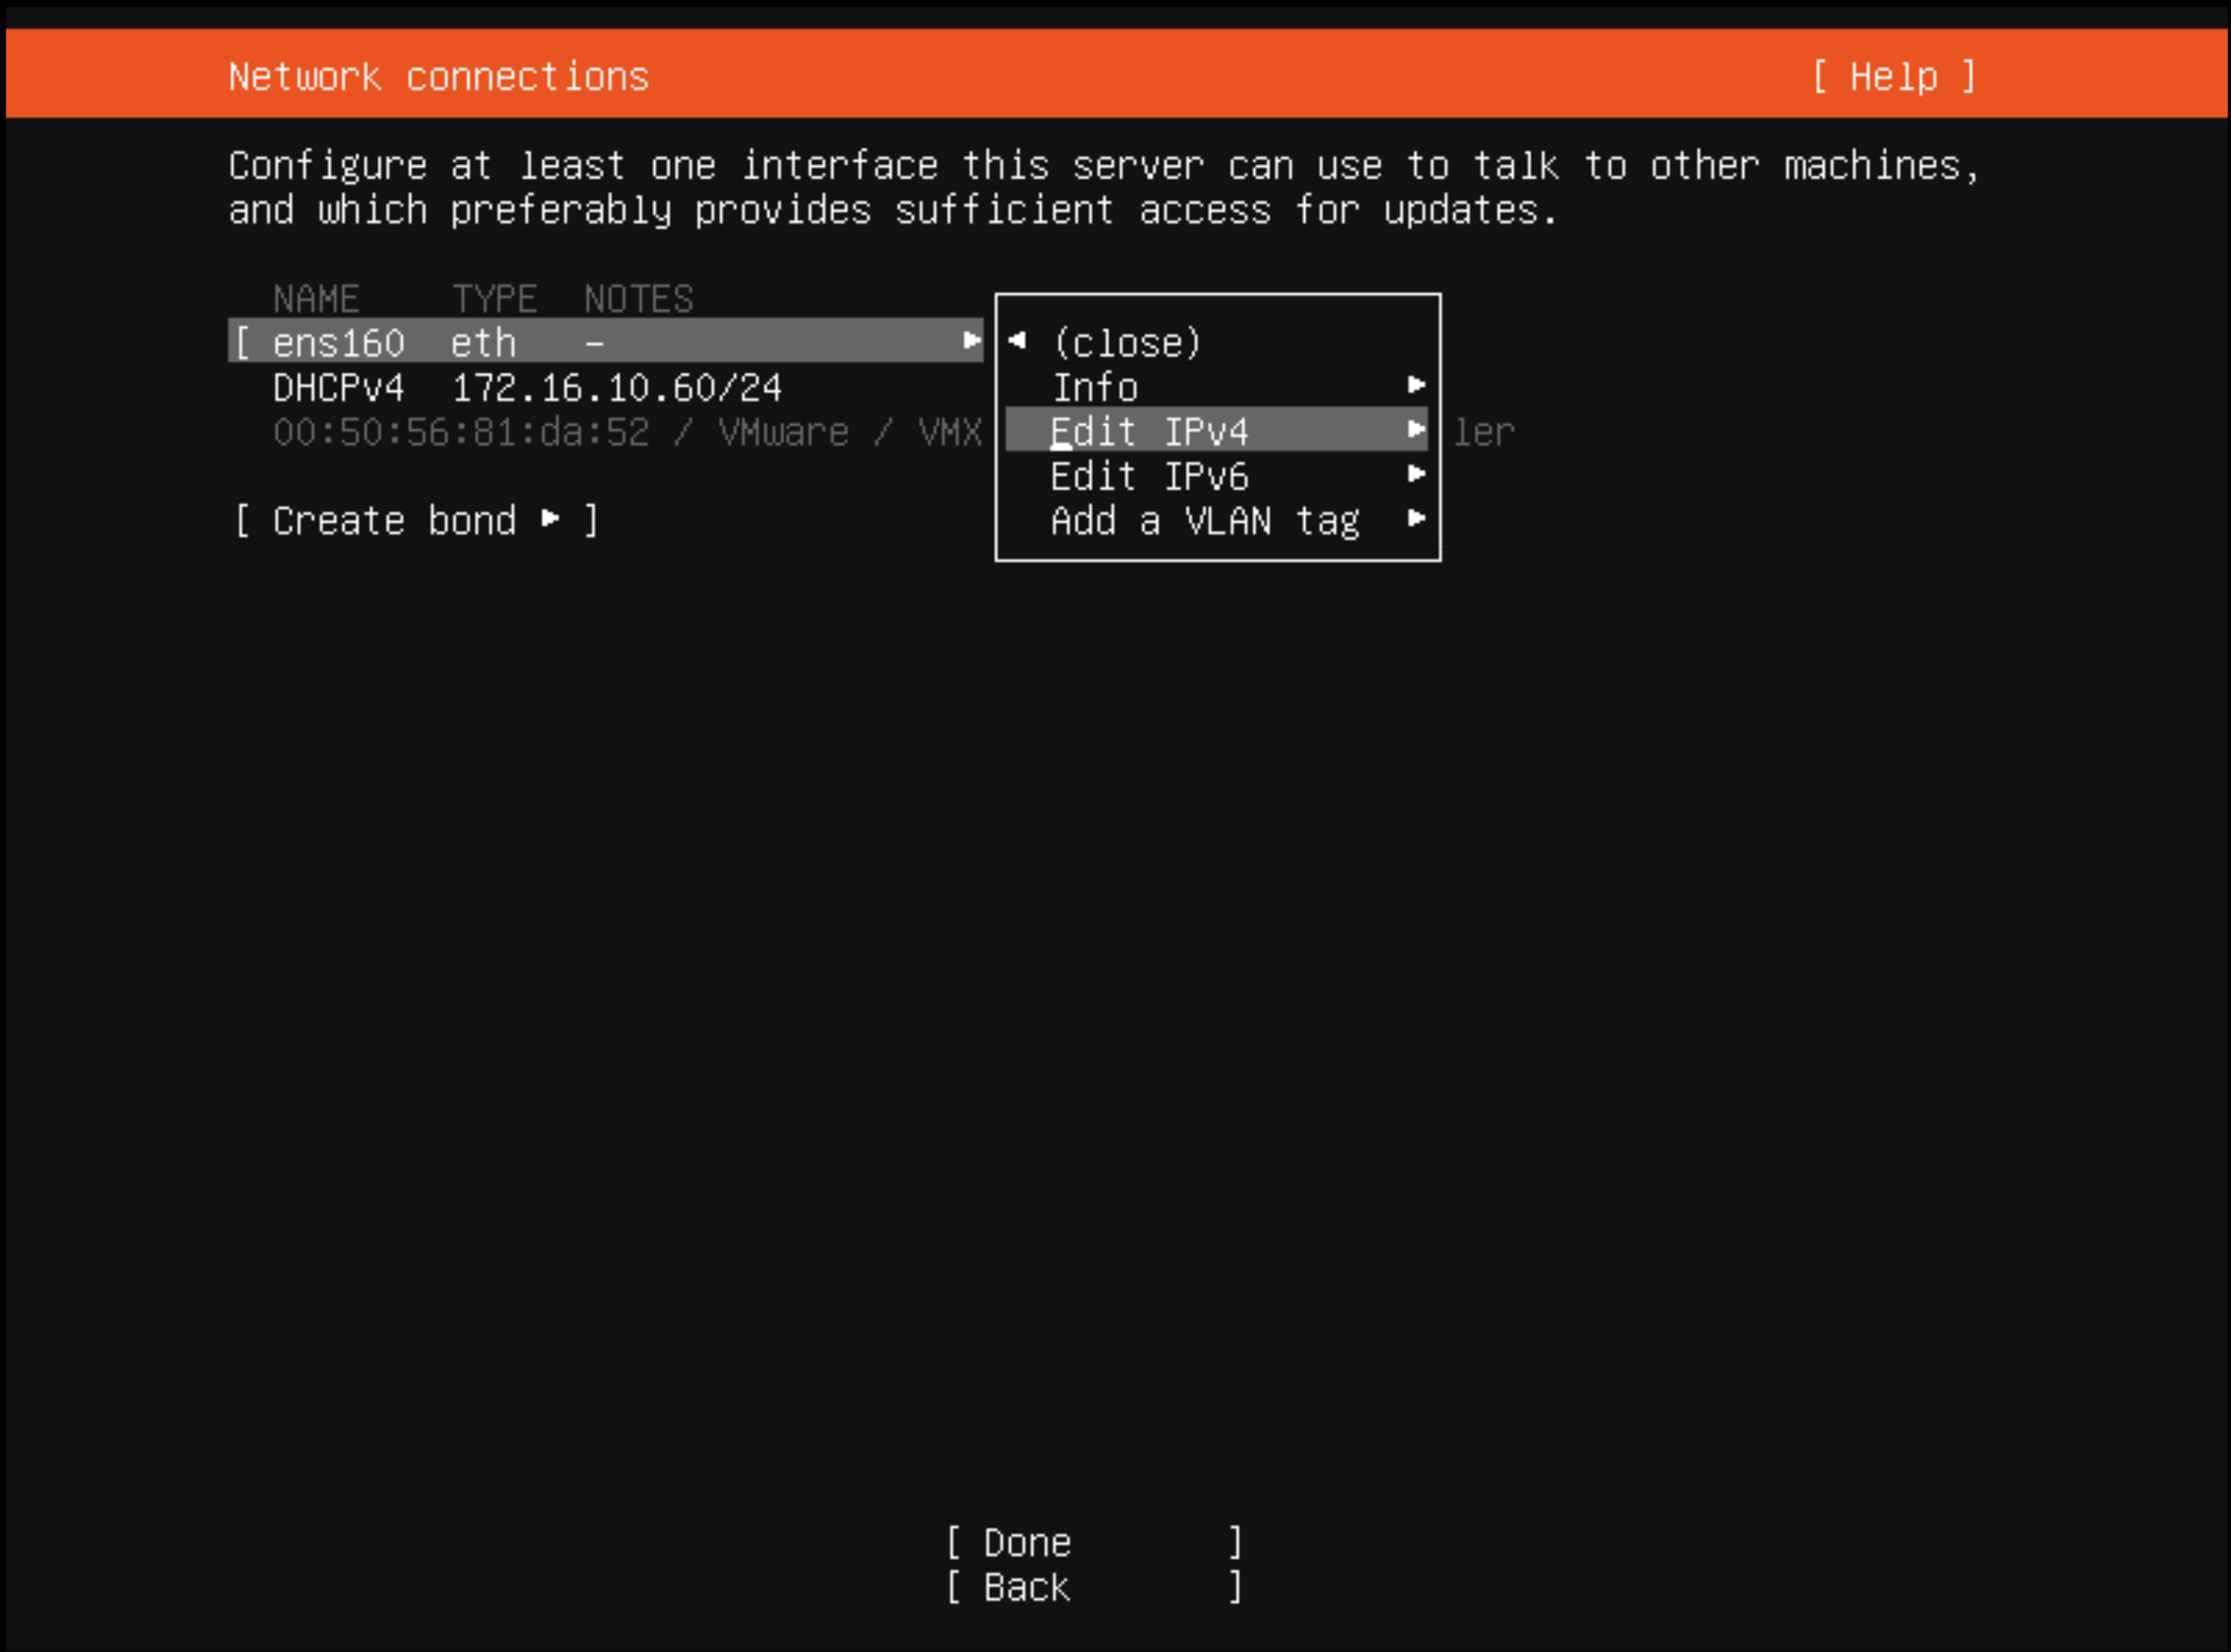 Network connections [ Help ]
Configure at least one interface this server can use to talk to other machines,
and which preferably provides sufficient access for updates.
NAME TYPE NOTES
[ ens160 eth - ▸
DHCPv4 172.16.10.60/24
00:50:56:81:da:52 / VMware / VMX
ler
◂ (close)
Info ▸
Edit IPv4 ▸
Edit IPv6 ▸
Add a VLAN tag ▸
[ Create bond ▸ ]
[ Done ]
[ Back ]